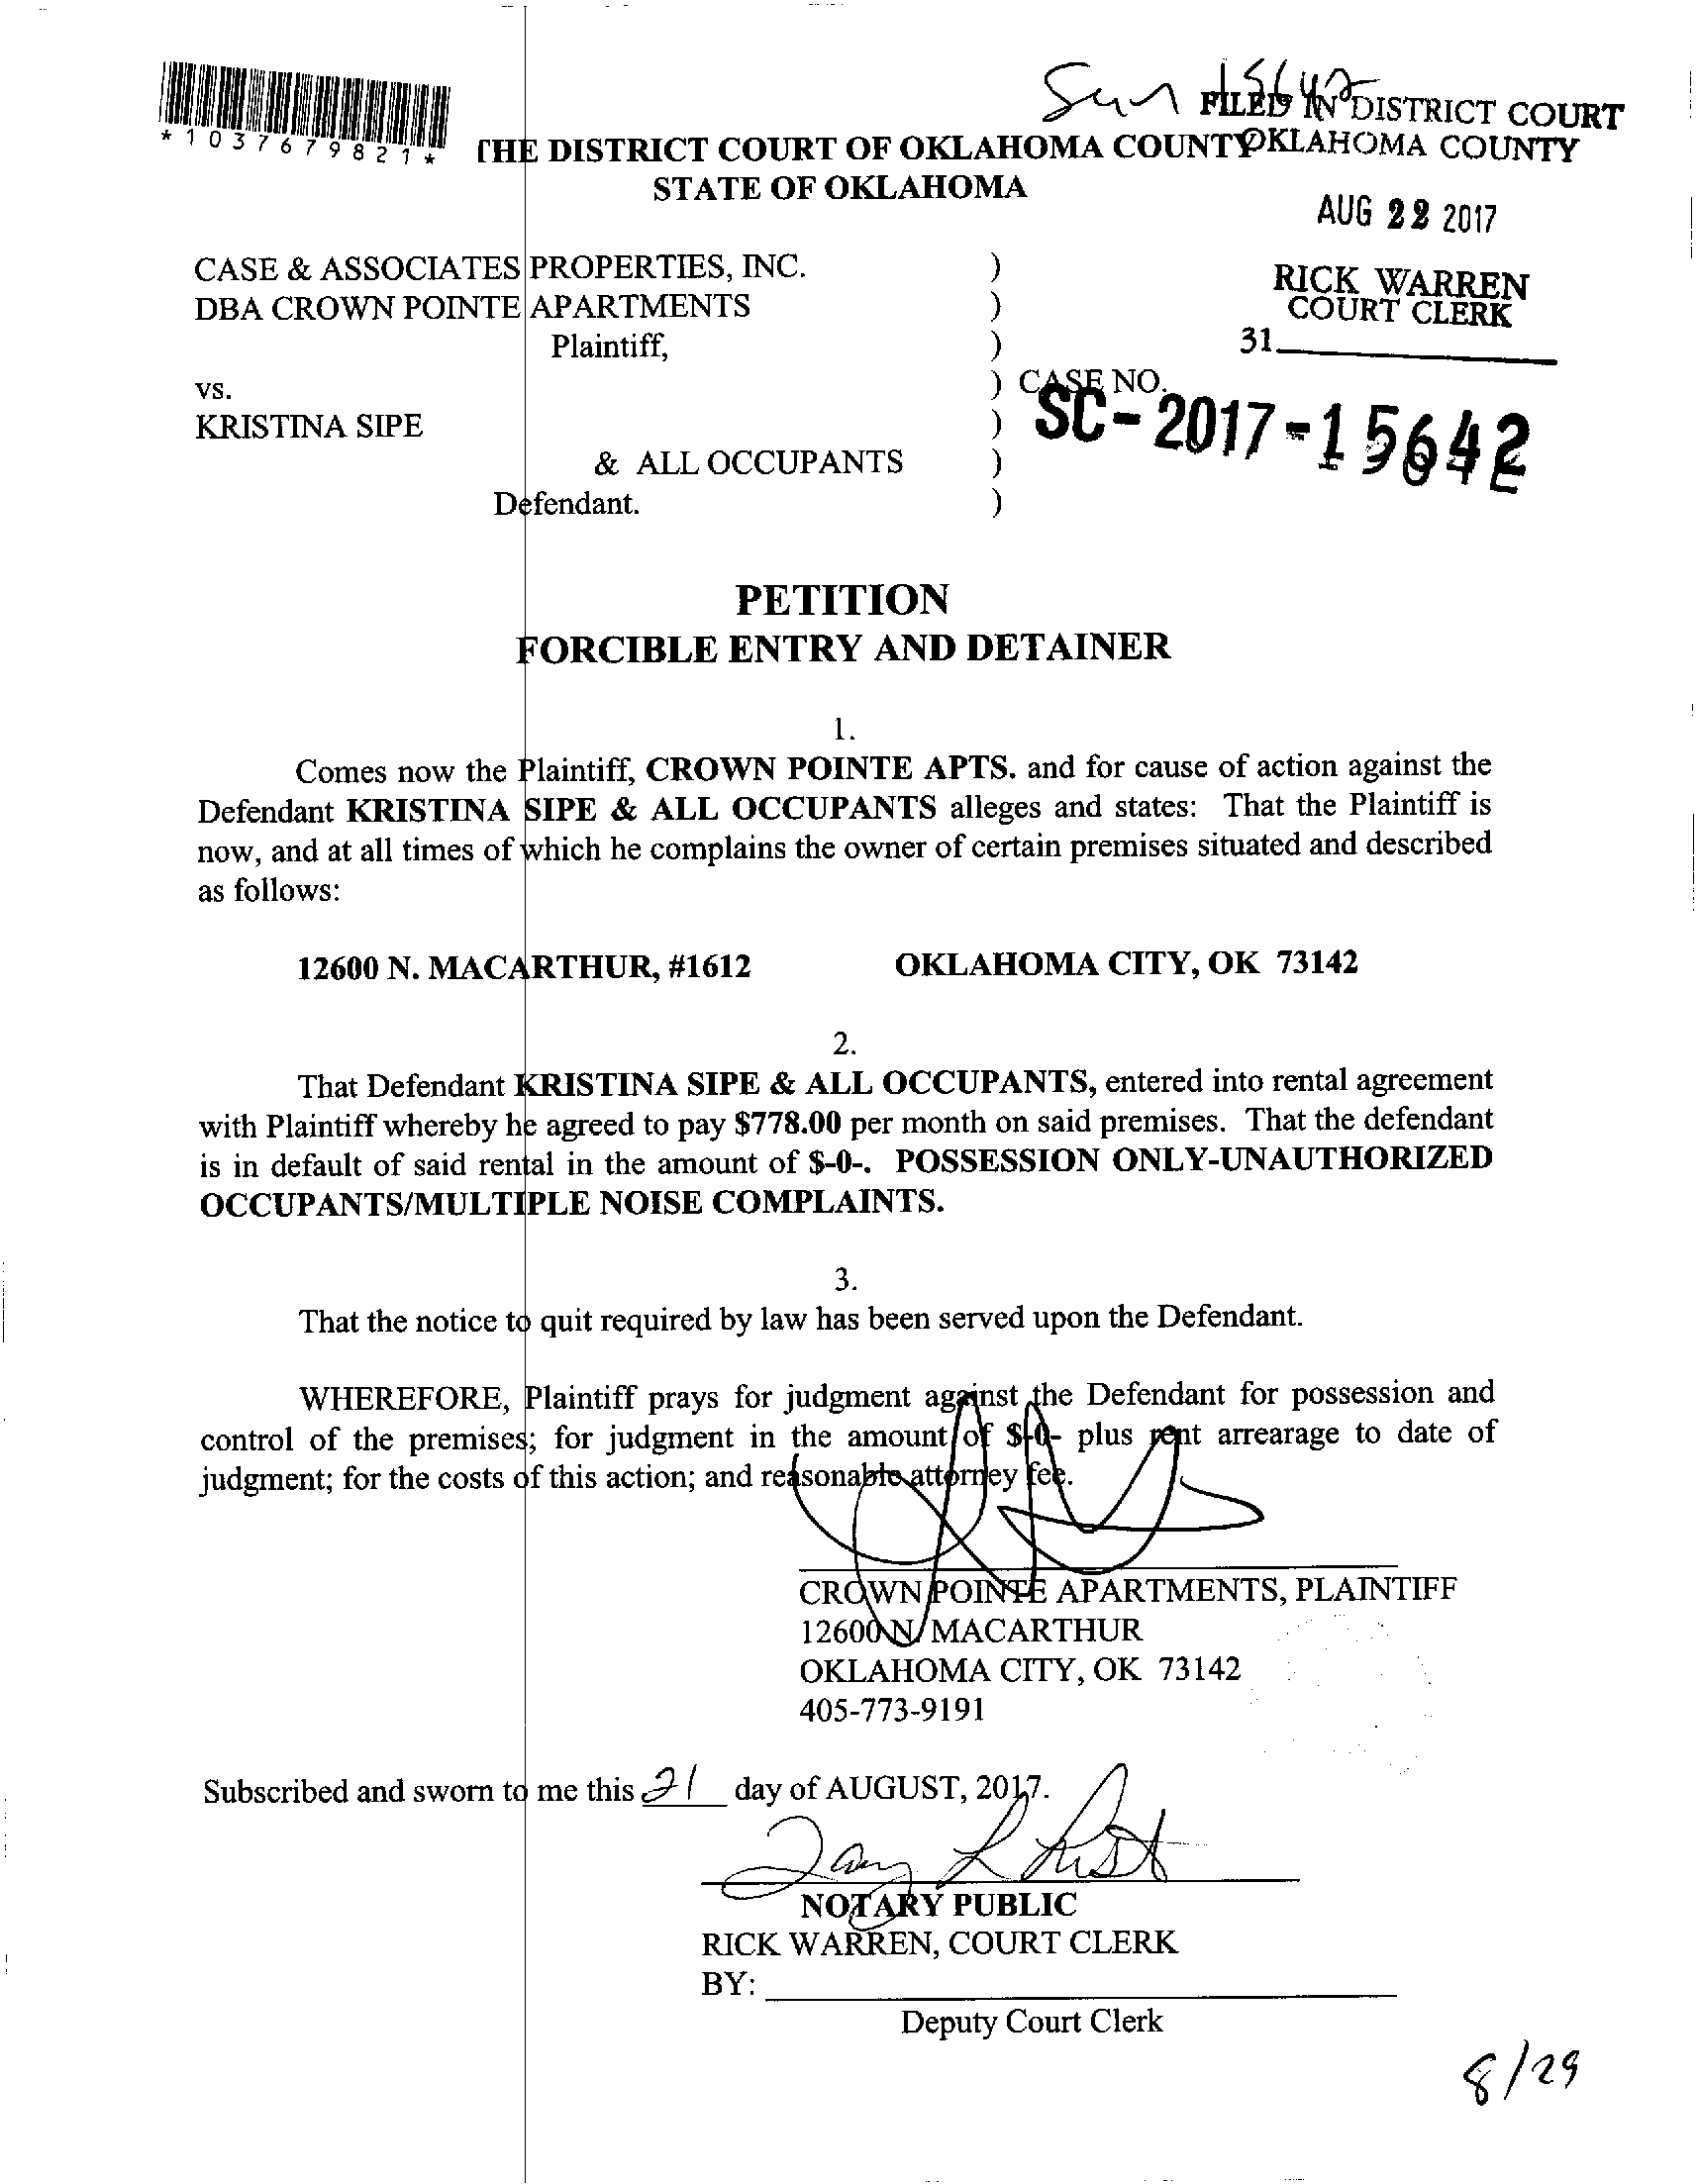 *1037679821*
Sum 15642
FILED IN DISTRICT COURT
OKLAHOMA COUNTY
THE DISTRICT COURT OF OKLAHOMA COUNTY
STATE OF OKLAHOMA
AUG 22 2017
RICK WARREN
COURT CLERK
31
CASE & ASSOCIATES PROPERTIES, INC. )
DBA CROWN POINTE APARTMENTS )
Plaintiff, )
vs. ) CASE NO.
SC-2017-15642
KRISTINA SIPE )
& ALL OCCUPANTS )
Defendant. )
PETITION
FORCIBLE ENTRY AND DETAINER
1.
Comes now the Plaintiff, CROWN POINTE APTS. and for cause of action against the
Defendant KRISTINA SIPE & ALL OCCUPANTS alleges and states: That the Plaintiff is
now, and at all times of which he complains the owner of certain premises situated and described
as follows:
12600 N. MACARTHUR, #1612 OKLAHOMA CITY, OK 73142
2.
That Defendant KRISTINA SIPE & ALL OCCUPANTS, entered into rental agreement
with Plaintiff whereby he agreed to pay $778.00 per month on said premises. That the defendant
is in default of said rental in the amount of $-0-. POSSESSION ONLY-UNAUTHORIZED
OCCUPANTS/MULTIPLE NOISE COMPLAINTS.
3.
That the notice to quit required by law has been served upon the Defendant.
WHEREFORE, Plaintiff prays for judgment against the Defendant for possession and
control of the premises; for judgment in the amount of $-0- plus rent arrearage to date of
judgment; for the costs of this action; and reasonable attorney fee.
CROWN POINTE APARTMENTS, PLAINTIFF
12600 N. MACARTHUR
OKLAHOMA CITY, OK 73142
405-773-9191
Subscribed and sworn to me this 21 day of AUGUST, 2017.
NOTARY PUBLIC
RICK WARREN, COURT CLERK
BY:
Deputy Court Clerk
8/29